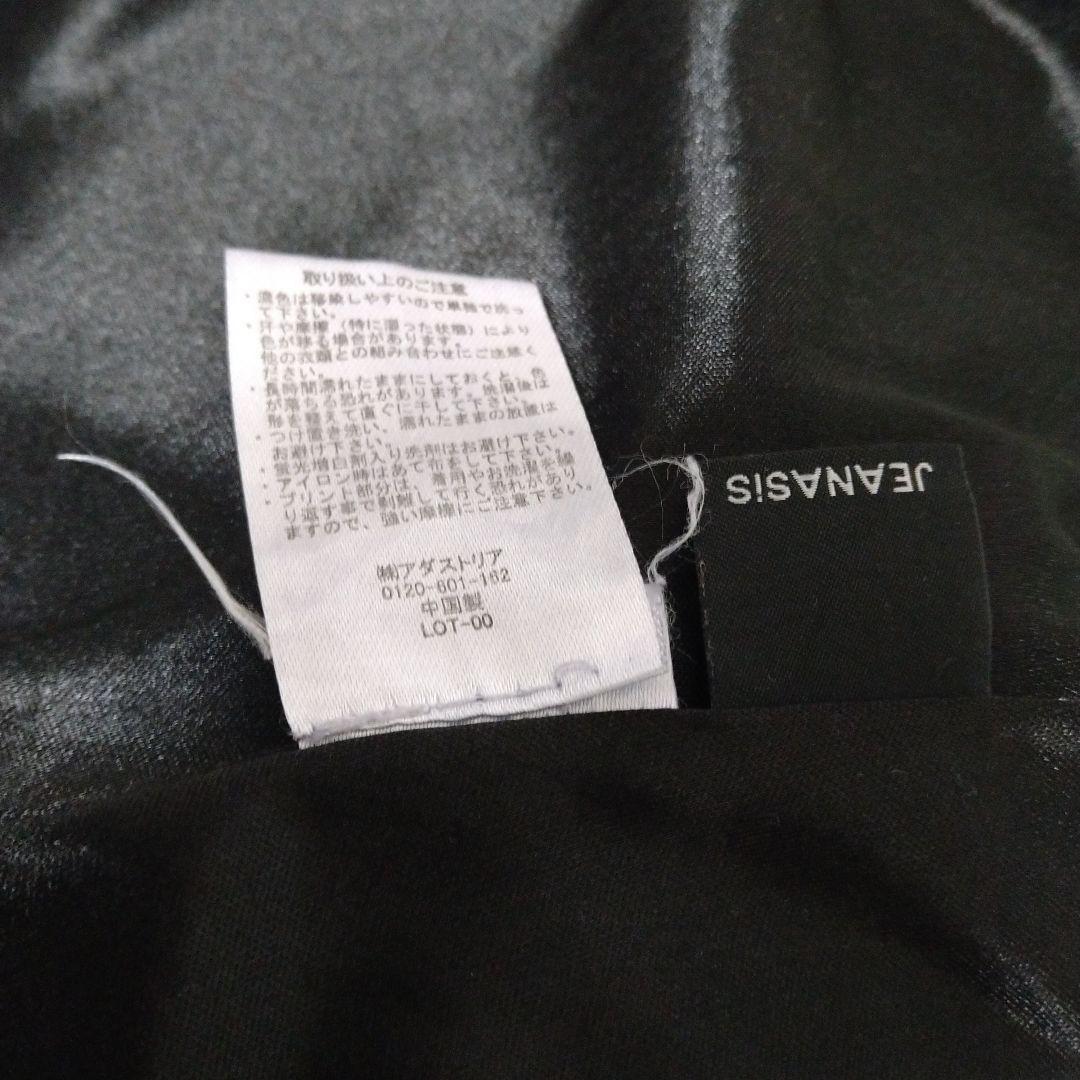 取り扱い上のご注意
・濃色は移染しやすいので単独で洗っ
て下さい。
・汗や摩擦（特に湿った状態）により
色が移る場合があります。
他の衣類との組み合わせにご注意く
ださい。
・長時間濡れたままにしておくと、色
が落ちる恐れがあります。洗濯後は
形を整えて直ぐに干して下さい。
・つけ置き洗い、濡れたままの放置は
お避け下さい。
・蛍光増白剤入り洗剤はお避け下さい。
・アイロン時はあて布をして下さい。
・プリント部分は、着用やお洗濯を繰
り返す事で剥離して行く恐れがあり
ますので、強い摩擦にご注意下さい。
㈱アダストリア
0120-601-162
中国製
LOT-00
JEANASiS